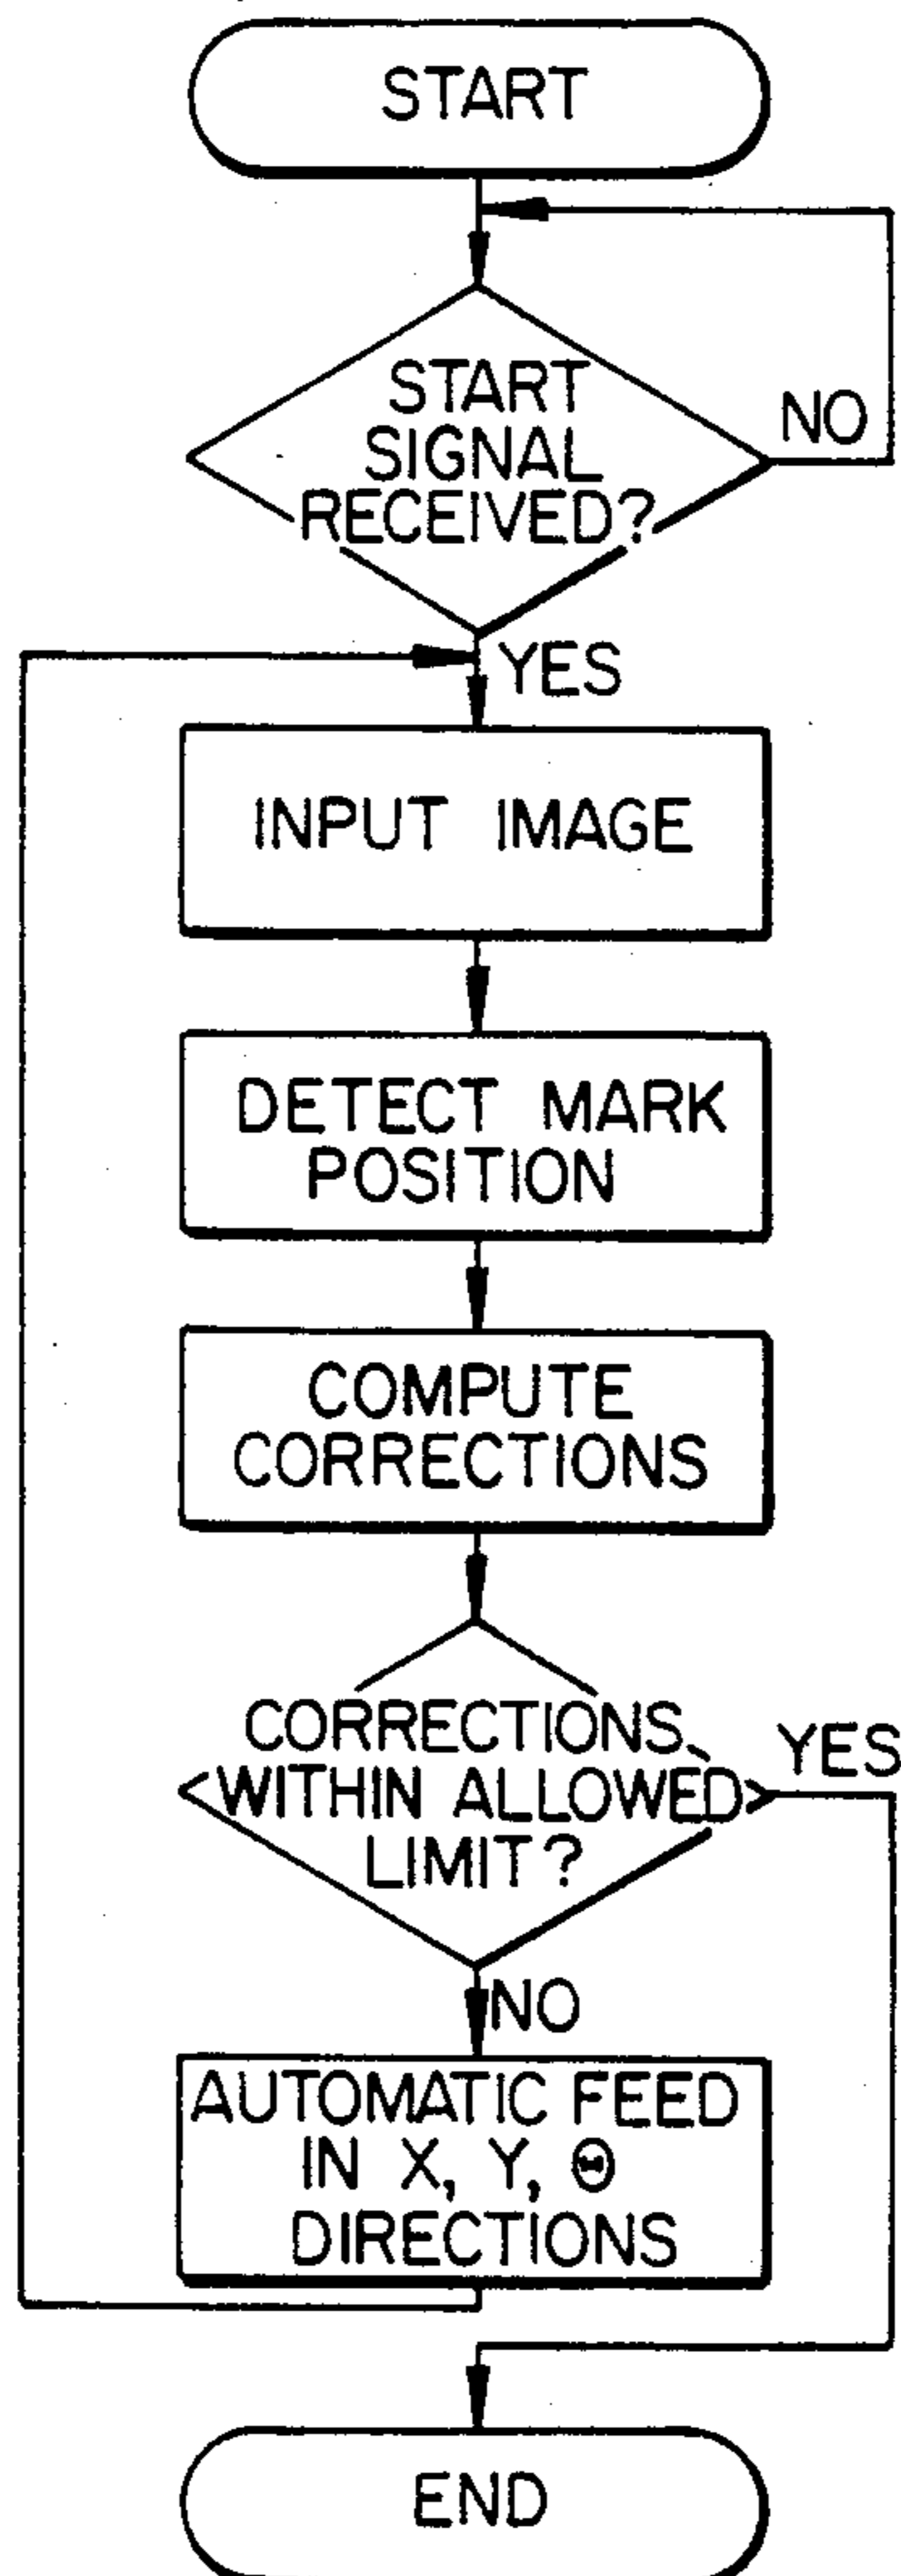 START
START
SIGNAL
RECEIVED?
NO
YES
INPUT IMAGE
DETECT MARK
POSITION
COMPUTE
CORRECTIONS
CORRECTIONS
WITHIN ALLOWED
LIMIT?
YES
NO
AUTOMATIC FEED
IN X, Y, Θ
DIRECTIONS
END